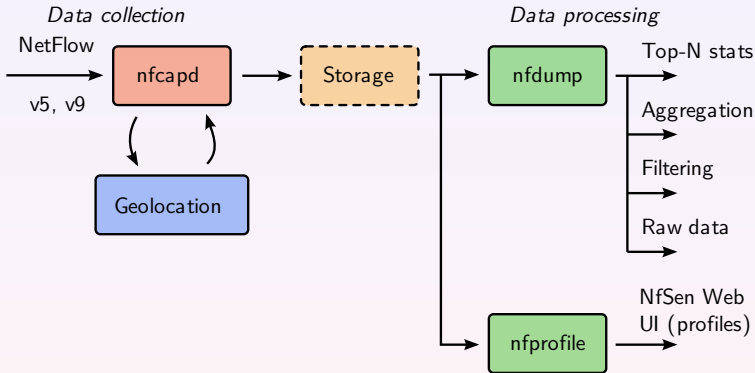 Data collection
Data processing
NetFlow
v5, v9
nfcapd
Storage
nfdump
Top-N stats
Aggregation
Filtering
Raw data
Geolocation
nfprofile
NfSen Web
UI (profiles)